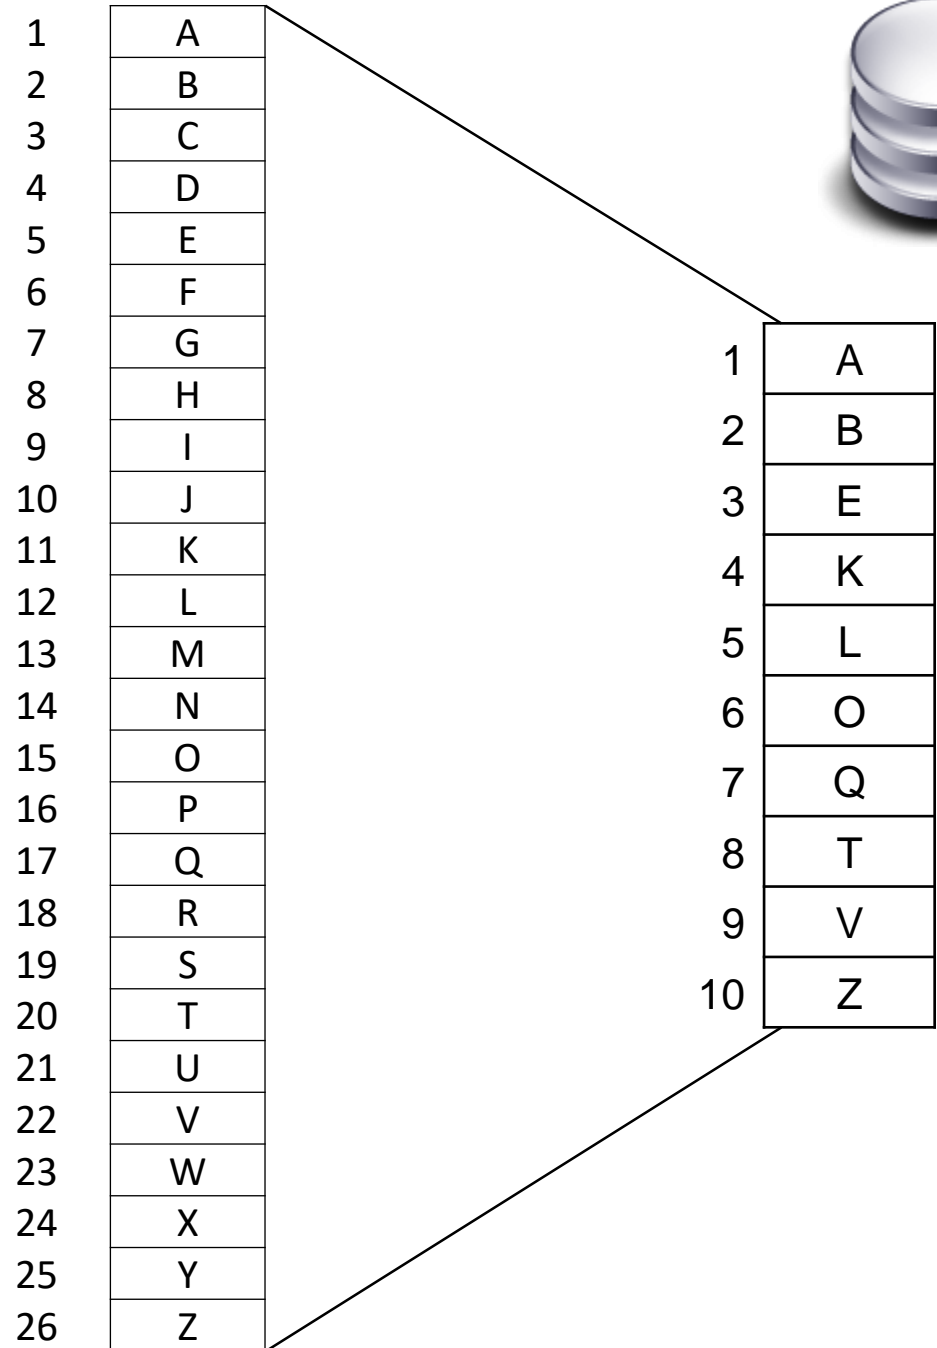 1 A
2 B
3 C
4 D
5 E
6 F
7 G
8 H
9 I
10 J
11 K
12 L
13 M
14 N
15 O
16 P
17 Q
18 R
19 S
20 T
21 U
22 V
23 W
24 X
25 Y
26 Z
1 A
2 B
3 E
4 K
5 L
6 O
7 Q
8 T
9 V
10 Z